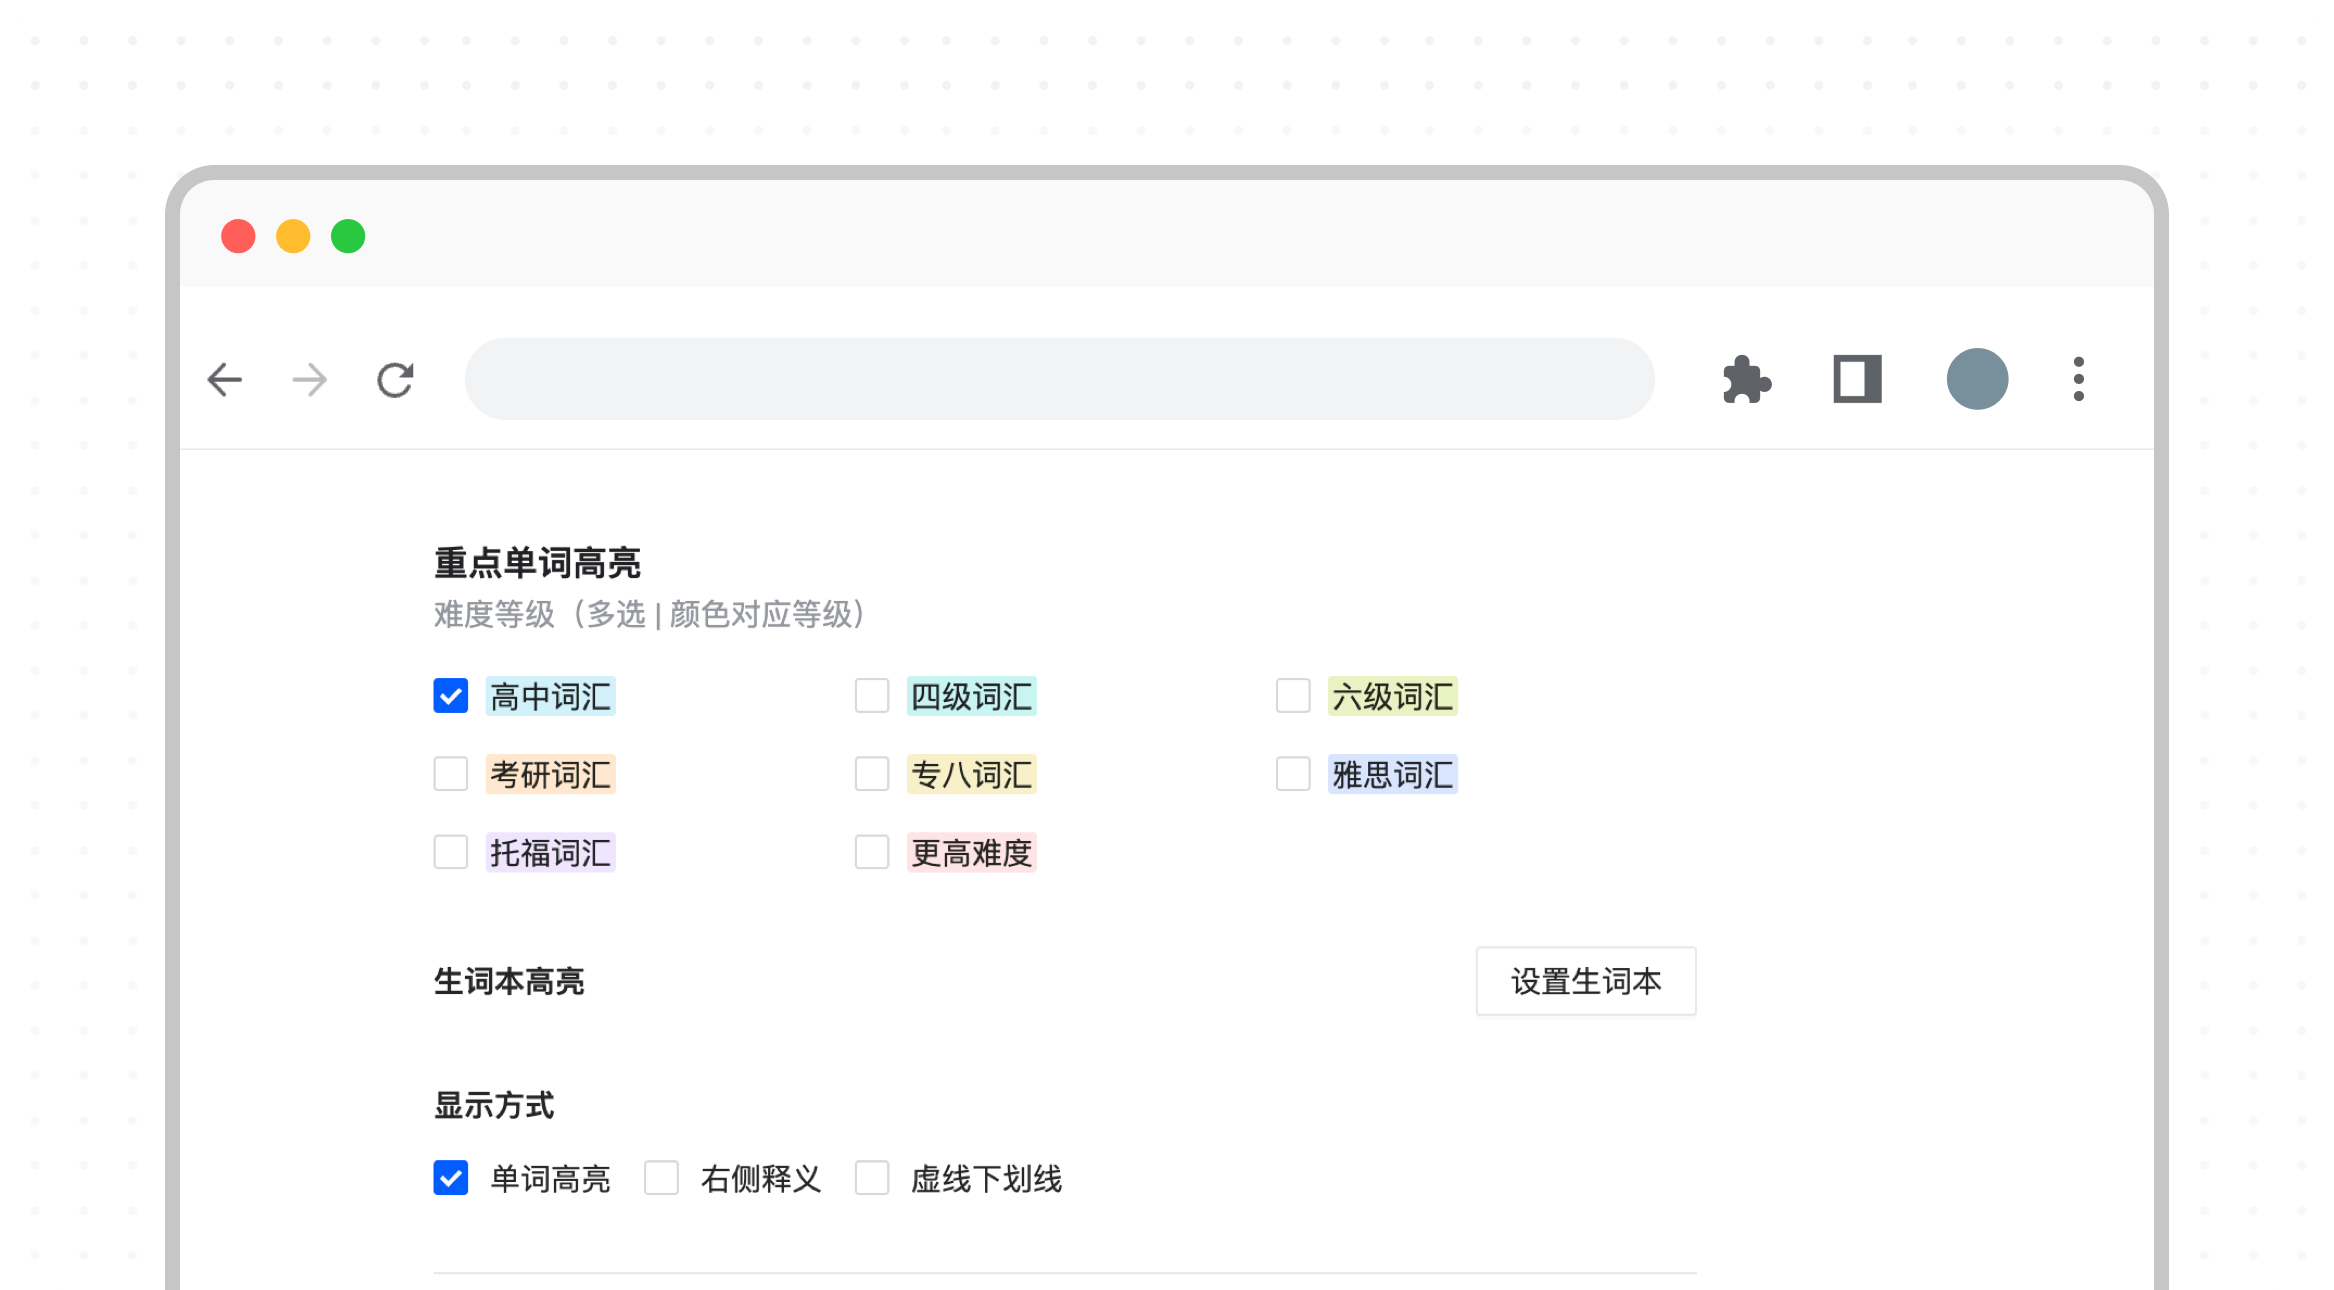 重点单词高亮
难度等级（多选 | 颜色对应等级）
高中词汇 四级词汇 六级词汇
考研词汇 专八词汇 雅思词汇
托福词汇 更高难度
生词本高亮 设置生词本
显示方式
单词高亮 右侧释义 虚线下划线